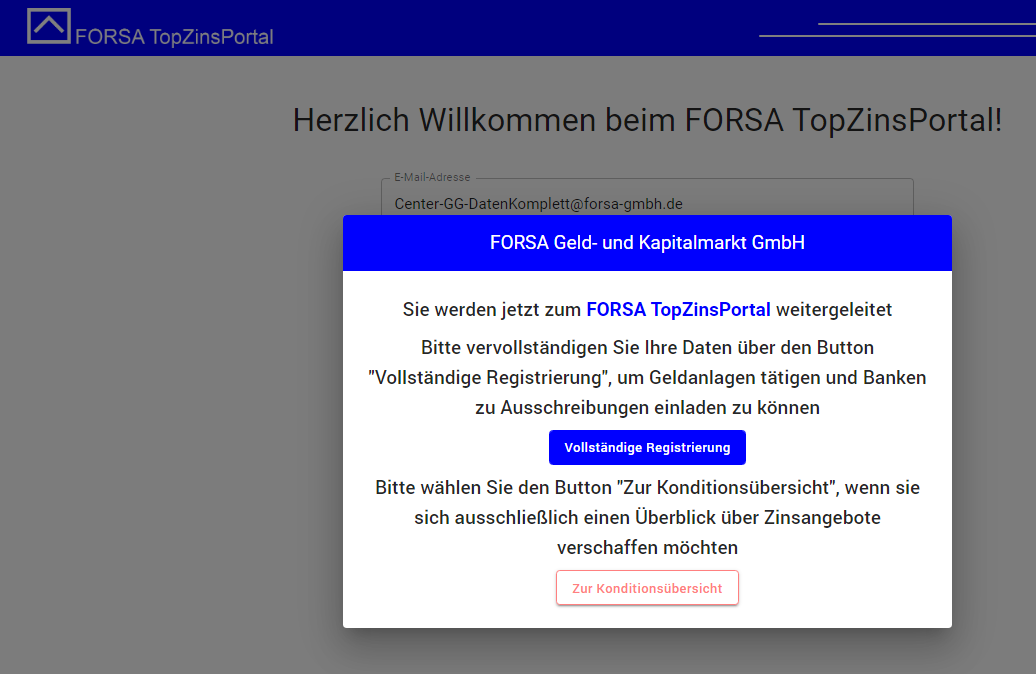 FORSA TopZinsPortal
Herzlich Willkommen beim FORSA TopZinsPortal!
E-Mail-Adresse
Center-GG-DatenKomplett@forsa-gmbh.de
FORSA Geld- und Kapitalmarkt GmbH
Sie werden jetzt zum FORSA TopZinsPortal weitergeleitet
Bitte vervollständigen Sie Ihre Daten über den Button
"Vollständige Registrierung", um Geldanlagen tätigen und Banken
zu Ausschreibungen einladen zu können
Vollständige Registrierung
Bitte wählen Sie den Button "Zur Konditionsübersicht", wenn sie
sich ausschließlich einen Überblick über Zinsangebote
verschaffen möchten
Zur Konditionsübersicht